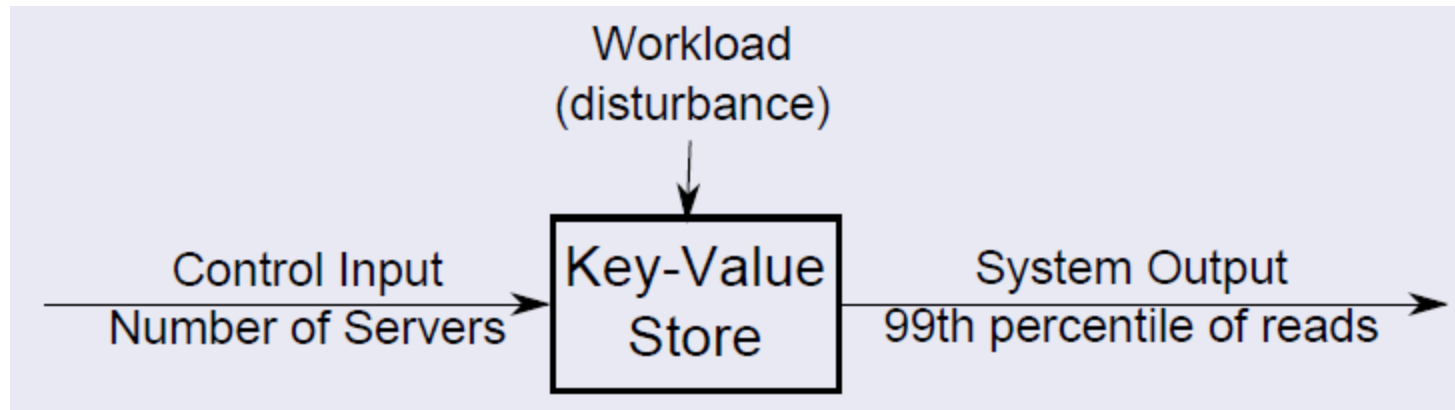 Workload
(disturbance)
Control Input
Number of Servers
Key-Value
Store
System Output
99th percentile of reads